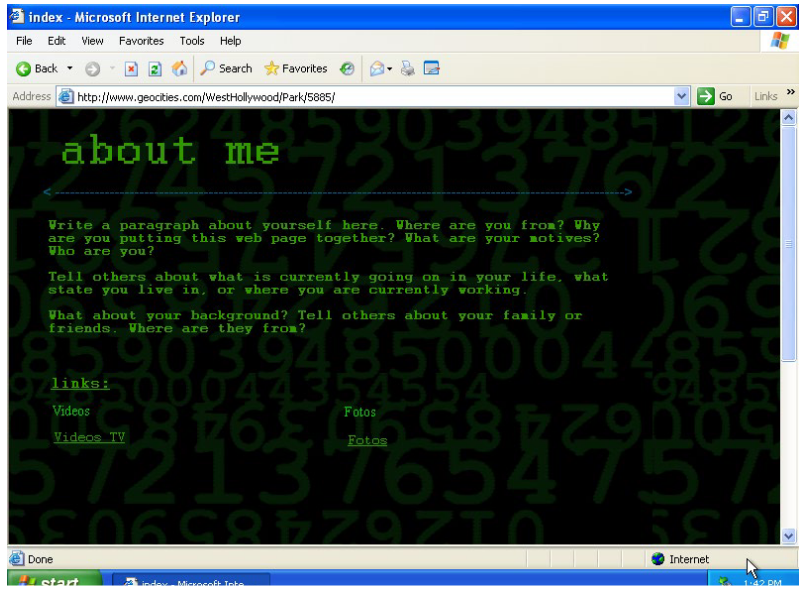 index - Microsoft Internet Explorer
File Edit View Favorites Tools Help
Back Search Favorites
Address http://www.geocities.com/WestHollywood/Park/5885/ Go Links »
about me
<--------------------------------------------------------------->
Write a paragraph about yourself here. Where are you from? Why
are you putting this web page together? What are your motives?
Who are you?
Tell others about what is currently going on in your life, what
state you live in, or where you are currently working.
What about your background? Tell others about your family or
friends. Where are they from?
links:
Videos Fotos
Videos TV Fotos
Done Internet
start index - Microsoft Inte... 1:42 PM